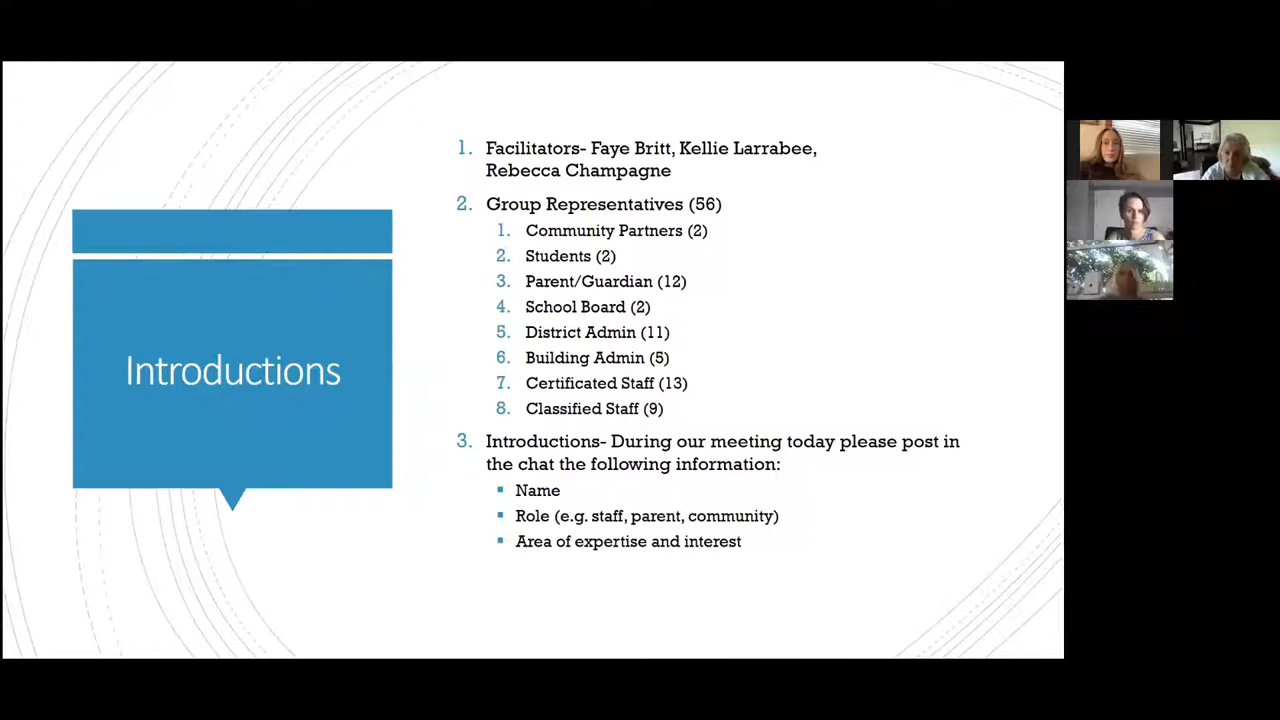 Introductions
1. Facilitators- Faye Britt, Kellie Larrabee,
Rebecca Champagne
2. Group Representatives (56)
1. Community Partners (2)
2. Students (2)
3. Parent/Guardian (12)
4. School Board (2)
5. District Admin (11)
6. Building Admin (5)
7. Certificated Staff (13)
8. Classified Staff (9)
3. Introductions- During our meeting today please post in
the chat the following information:
▪ Name
▪ Role (e.g. staff, parent, community)
▪ Area of expertise and interest